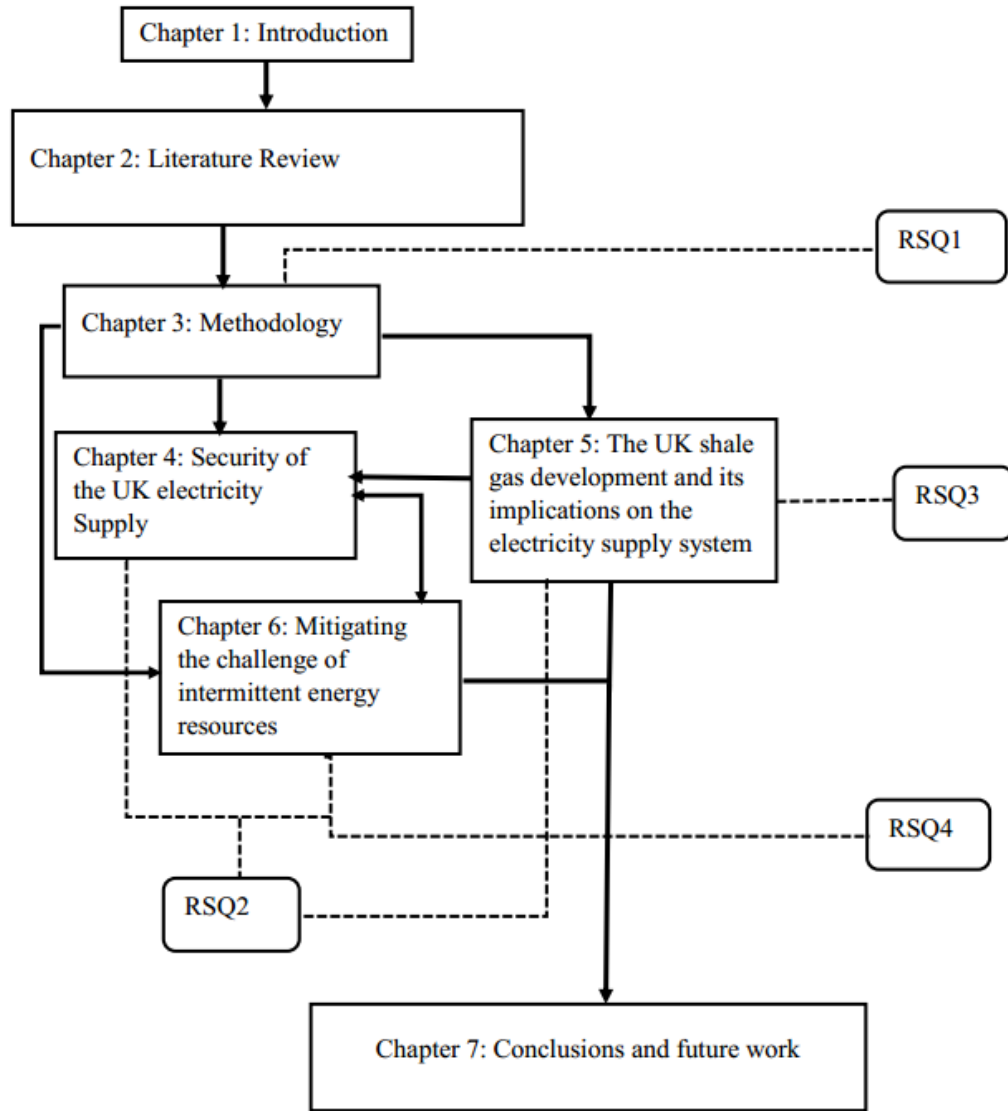 Chapter 1: Introduction
Chapter 2: Literature Review
RSQ1
Chapter 3: Methodology
Chapter 4: Security of
the UK electricity
Supply
Chapter 5: The UK shale
gas development and its
implications on the
electricity supply system
RSQ3
Chapter 6: Mitigating
the challenge of
intermittent energy
resources
RSQ4
RSQ2
Chapter 7: Conclusions and future work